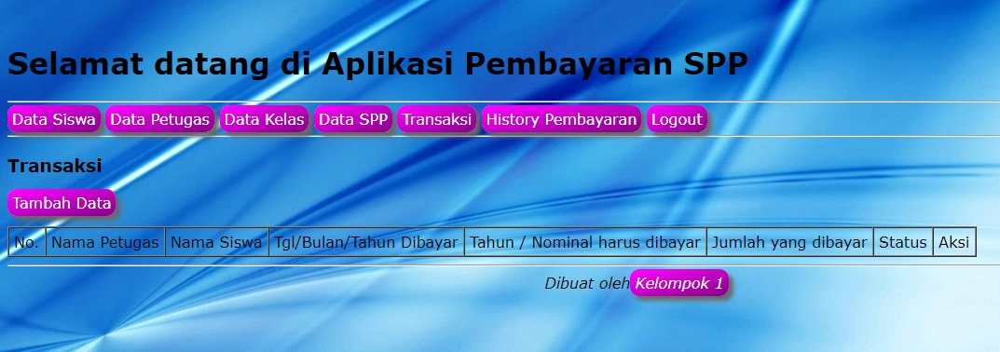 Selamat datang di Aplikasi Pembayaran SPP
Data Siswa Data Petugas Data Kelas Data SPP Transaksi History Pembayaran Logout
Transaksi
Tambah Data
No. Nama Petugas Nama Siswa Tgl/Bulan/Tahun Dibayar Tahun / Nominal harus dibayar Jumlah yang dibayar Status Aksi
Dibuat oleh Kelompok 1